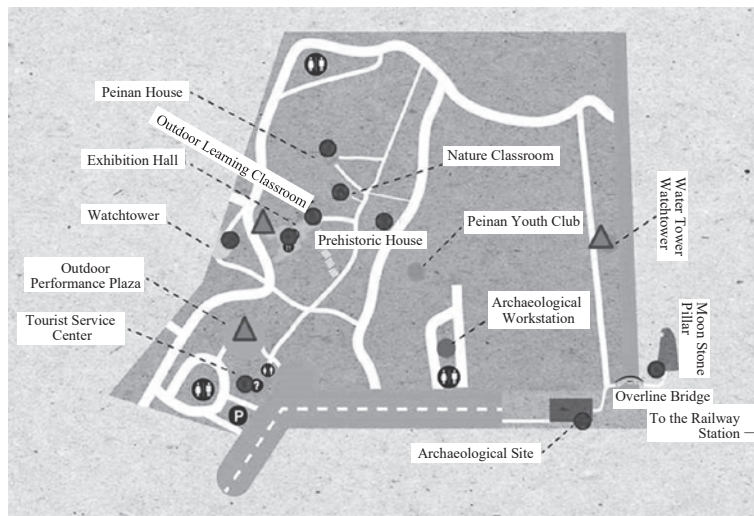 Peinan House
Outdoor Learning Classroom
Exhibition Hall
Nature Classroom
Watchtower
Prehistoric House
Peinan Youth Club
Water Tower
Watchtower
Outdoor
Performance Plaza
Archaeological
Workstation
Tourist Service
Center
Moon Stone
Pillar
?
P
Overline Bridge
To the Railway
Station
Archaeological Site